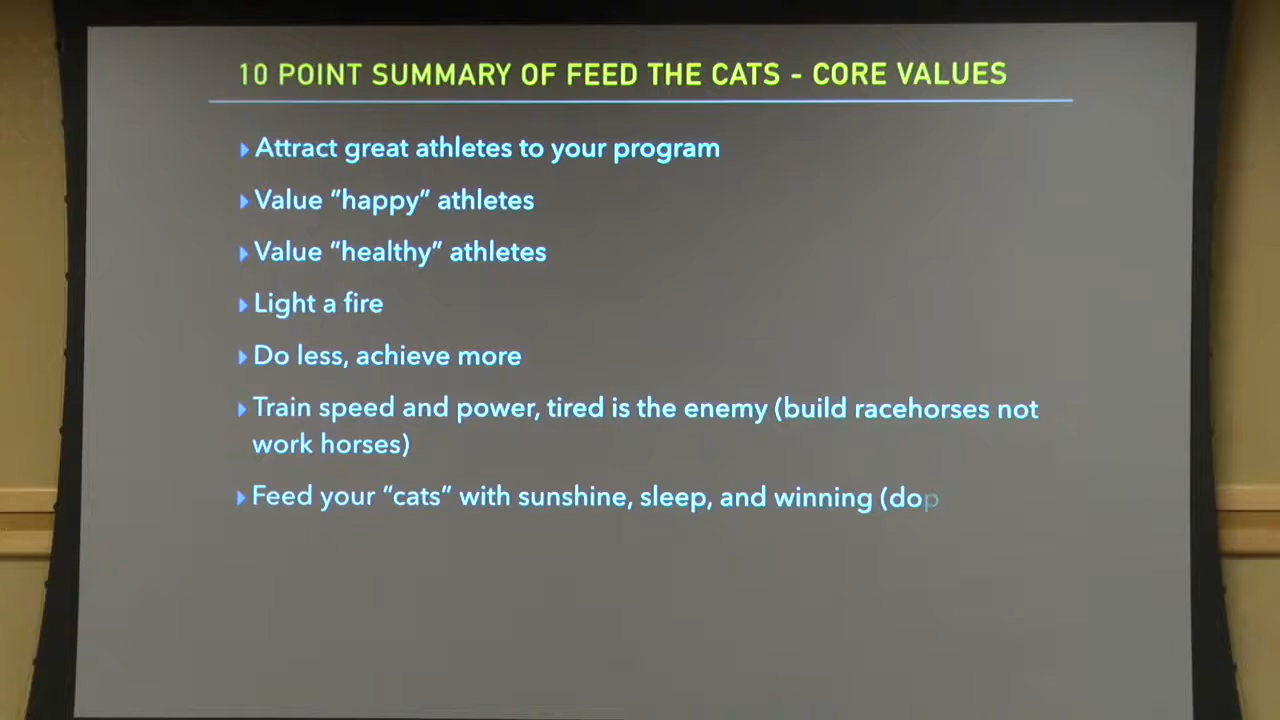 10 POINT SUMMARY OF FEED THE CATS - CORE VALUES
Attract great athletes to your program
Value “happy” athletes
Value “healthy” athletes
Light a fire
Do less, achieve more
Train speed and power, tired is the enemy (build racehorses not
work horses)
Feed your “cats” with sunshine, sleep, and winning (dop